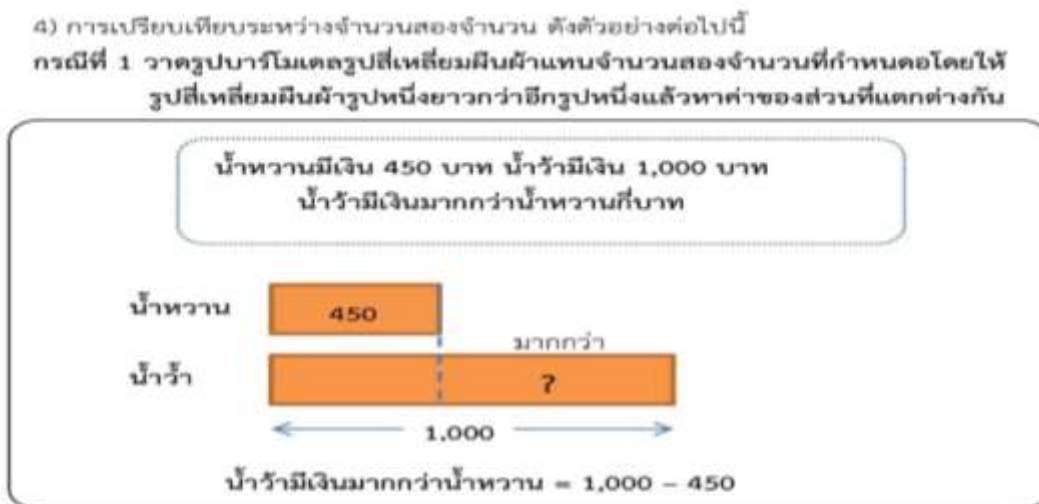 4) การเปรียบเทียบระหว่างจำนวนสองจำนวน ดังตัวอย่างต่อไปนี้
กรณีที่ 1 วาดรูปบาร์โมเดลรูปสี่เหลี่ยมผืนผ้าแทนจำนวนสองจำนวนที่กำหนดอโดยให้
รูปสี่เหลี่ยมผืนผ้ารูปหนึ่งยาวกว่าอีกรูปหนึ่งแล้วหาค่าของส่วนที่แตกต่างกัน
น้ำหวานมีเงิน 450 บาท น้ำว้ามีเงิน 1,000 บาท
น้ำว้ามีเงินมากกว่าน้ำหวานกี่บาท
น้ำหวาน 450
มากกว่า
น้ำว้า ?
1,000
น้ำว้ามีเงินมากกว่าน้ำหวาน = 1,000 – 450